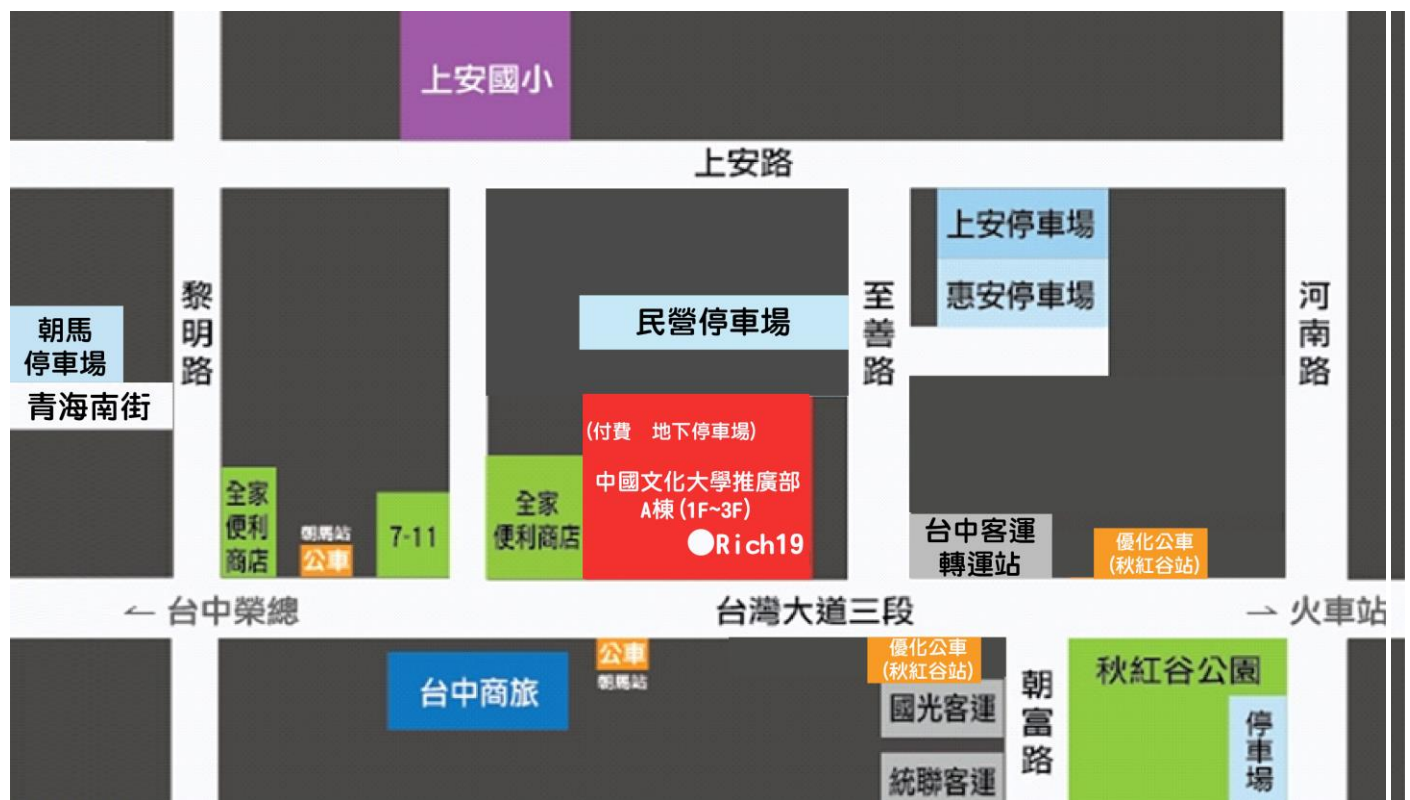 上安國小
上安路
上安停車場
惠安停車場
黎明路
至善路
河南路
朝馬
停車場
青海南街
民營停車場
(付費 地下停車場)
中國文化大學推廣部
A棟(1F~3F)
Rich19
全家
便利
商店
朝馬站
公車
7-11
全家
便利商店
台中客運
轉運站
優化公車
(秋紅谷站)
← 台中榮總
台灣大道三段
→ 火車站
台中商旅
公車
朝馬站
優化公車
(秋紅谷站)
國光客運
統聯客運
朝富路
秋紅谷公園
停車場